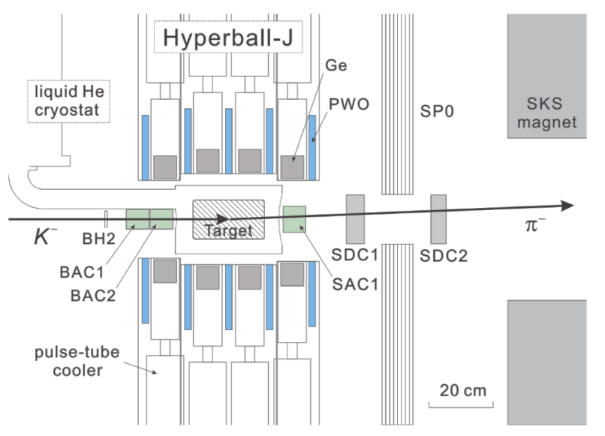 Hyperball-J
Ge
liquid He
cryostat
PWO
SP0
SKS
magnet
K⁻
BH2
Target
π⁻
SDC1
SDC2
BAC1
BAC2
SAC1
pulse-tube
cooler
20 cm